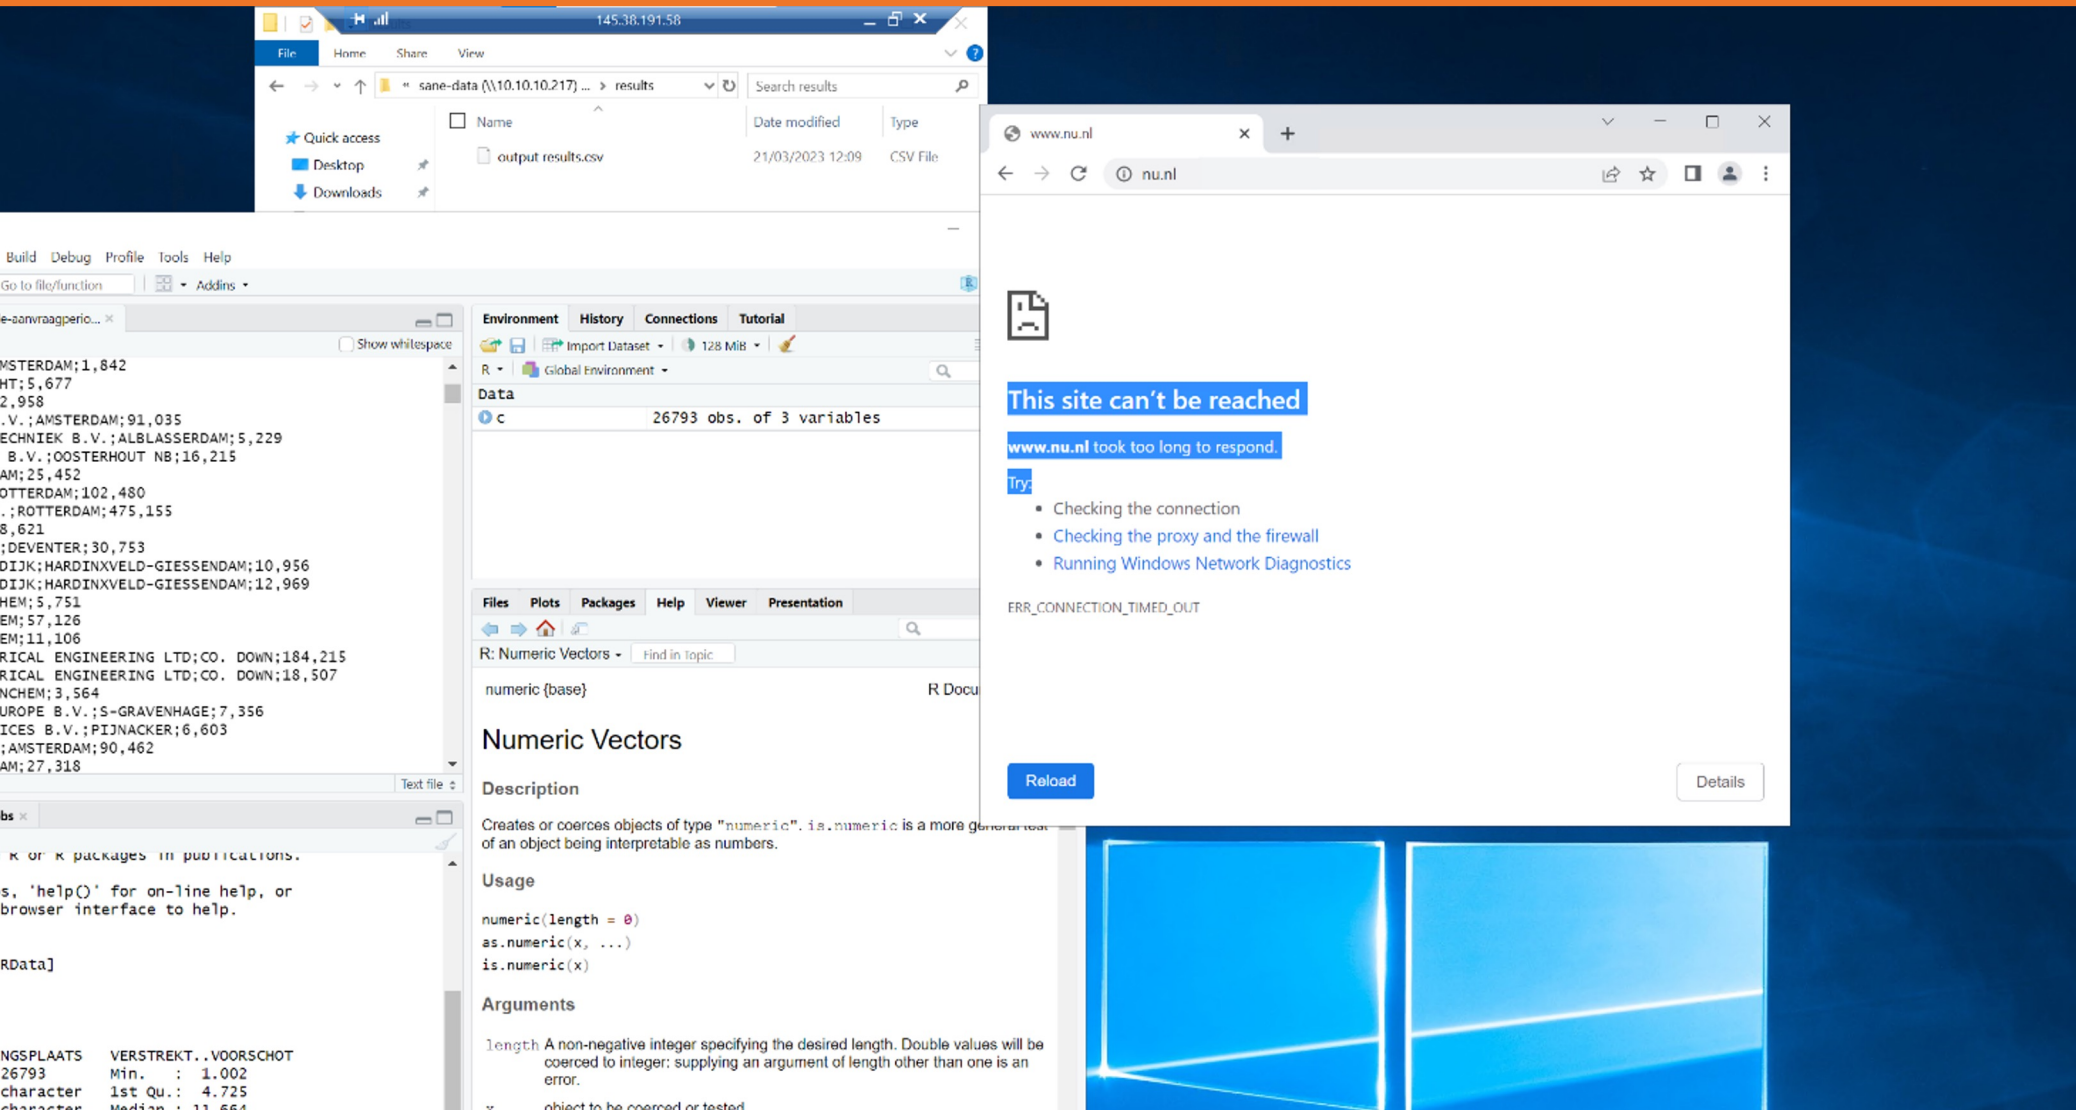 145.38.191.58
File Home Share View
« sane-data (\\10.10.10.217) ... > results
Search results
Name Date modified Type
Quick access
output results.csv 21/03/2023 12:09 CSV File
Desktop
Downloads
www.nu.nl
nu.nl
This site can't be reached
www.nu.nl took too long to respond.
Try:
• Checking the connection
• Checking the proxy and the firewall
• Running Windows Network Diagnostics
ERR_CONNECTION_TIMED_OUT
Reload
Details
Build Debug Profile Tools Help
Go to file/function
Addins
e-aanvraagperio...
Show whitespace
MSTERDAM;1,842
HT;5,677
2,958
.V.;AMSTERDAM;91,035
ECHNIEK B.V.;ALBLASSERDAM;5,229
B.V.;OOSTERHOUT NB;16,215
AM;25,452
OTTERDAM;102,480
.;ROTTERDAM;475,155
8,621
;DEVENTER;30,753
DIJK;HARDINXVELD-GIESSENDAM;10,956
DIJK;HARDINXVELD-GIESSENDAM;12,969
HEM;5,751
EM;57,126
EM;11,106
RICAL ENGINEERING LTD;CO. DOWN;184,215
RICAL ENGINEERING LTD;CO. DOWN;18,507
NCHEM;3,564
UROPE B.V.;S-GRAVENHAGE;7,356
ICES B.V.;PIJNACKER;6,603
;AMSTERDAM;90,462
AM;27,318
Text file
bs
R or R packages in publications.
s, 'help()' for on-line help, or
browser interface to help.
RData]
NGSPLAATS VERSTREKT..VOORSCHOT
26793 Min. : 1.002
character 1st Qu.: 4.725
character Median : 11.664
Environment History Connections Tutorial
Import Dataset 128 MiB
R Global Environment
Data
c 26793 obs. of 3 variables
Files Plots Packages Help Viewer Presentation
R: Numeric Vectors Find in Topic
numeric {base} R Docu
Numeric Vectors
Description
Creates or coerces objects of type "numeric". is.numeric is a more general test
of an object being interpretable as numbers.
Usage
numeric(length = 0)
as.numeric(x, ...)
is.numeric(x)
Arguments
length A non-negative integer specifying the desired length. Double values will be
coerced to integer: supplying an argument of length other than one is an
error.
x object to be coerced or tested